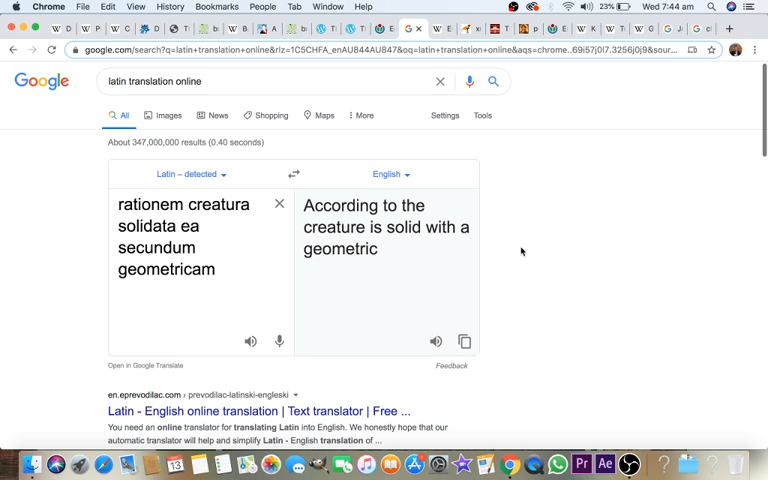 Chrome File Edit View History Bookmarks People Tab Window Help 23% Wed 7:44 am
google.com/search?q=latin+translation+online&rlz=1C5CHFA_enAU844AU847&oq=latin+translation+online&aqs=chrome..69i57j0l7.3256j0j9&sour...
Google latin translation online
All Images News Shopping Maps More Settings Tools
About 347,000,000 results (0.40 seconds)
Latin – detected English
rationem creatura
solidata ea
secundum
geometricam
According to the
creature is solid with a
geometric
Open in Google Translate Feedback
en.eprevodilac.com › prevodilac-latinski-engleski
Latin - English online translation | Text translator | Free ...
You need an online translator for translating Latin into English. We honestly hope that our
automatic translator will help and simplify Latin - English translation of ...